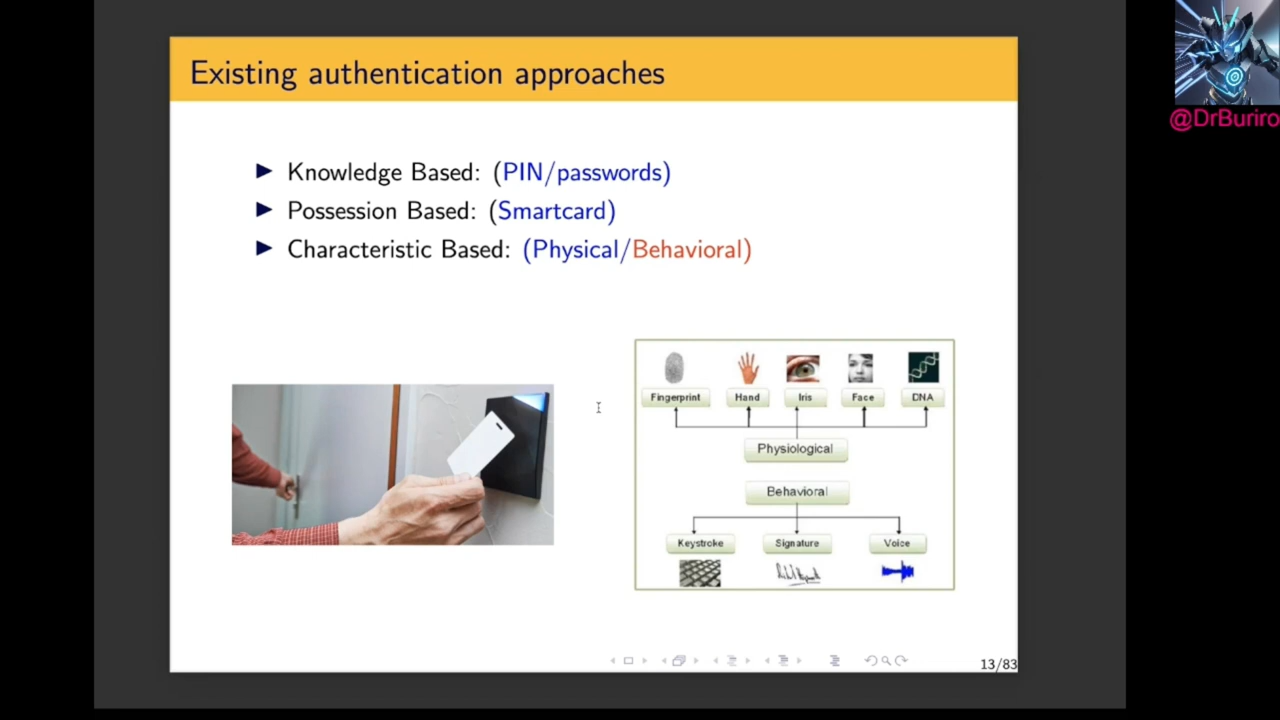 Existing authentication approaches
@DrBuriro
Knowledge Based: (PIN/passwords)
Possession Based: (Smartcard)
Characteristic Based: (Physical/Behavioral)
Fingerprint Hand Iris Face DNA
Physiological
Behavioral
Keystroke Signature Voice
13/83